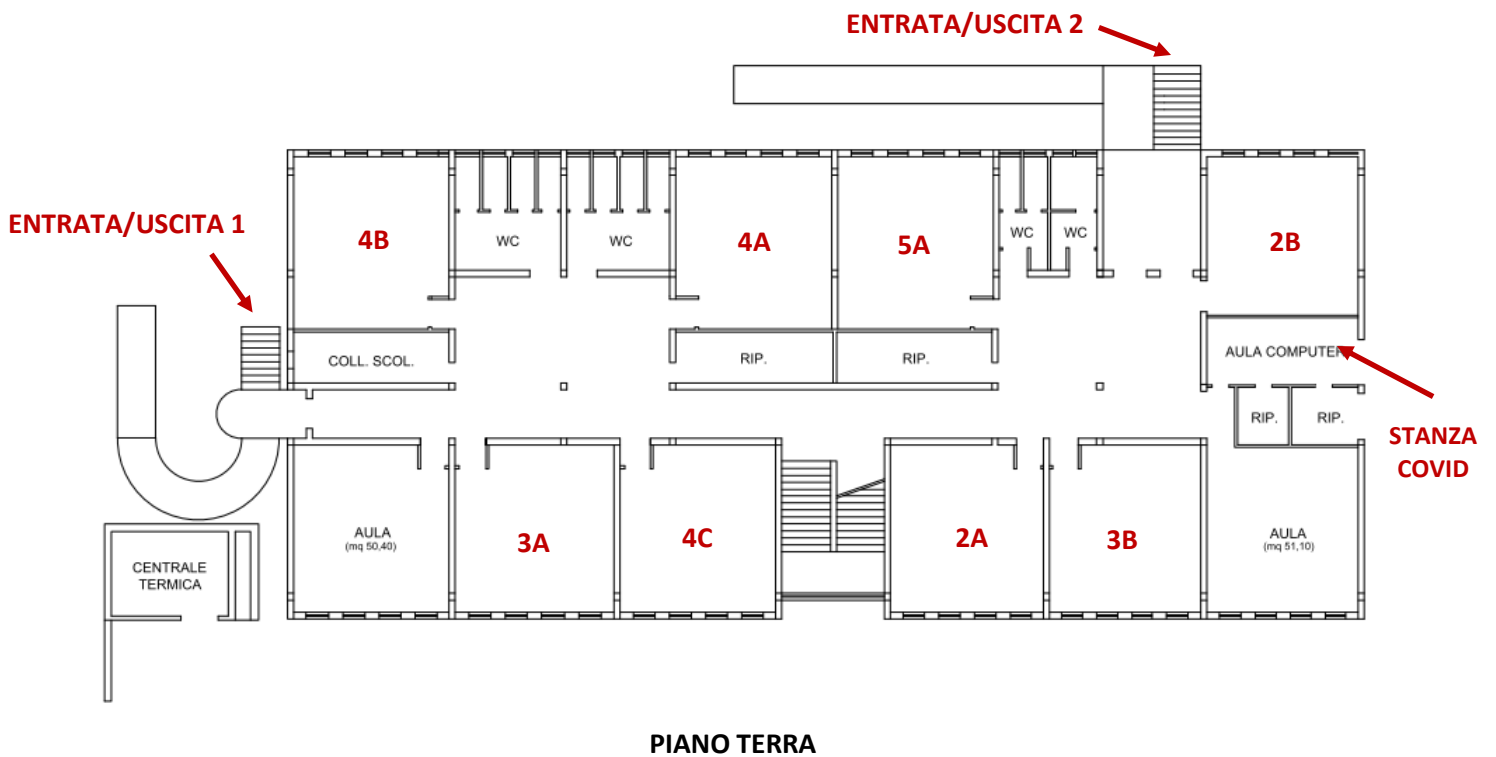 ENTRATA/USCITA 2
ENTRATA/USCITA 1
4B
WC
WC
4A
5A
WC
WC
2B
COLL. SCOL.
RIP.
RIP.
AULA COMPUTER
RIP.
RIP.
STANZA
COVID
AULA
(mq 50,40)
3A
4C
2A
3B
AULA
(mq 51,10)
CENTRALE
TERMICA
PIANO TERRA